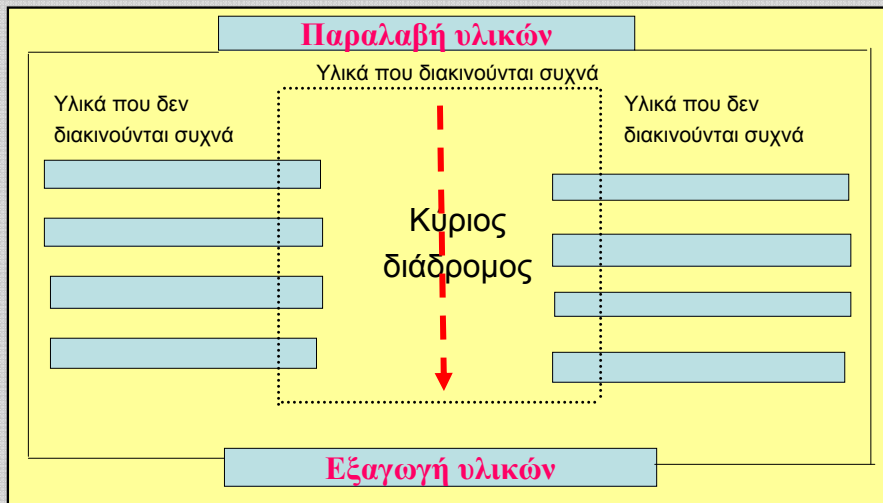 Παραλαβή υλικών
Υλικά που διακινούνται συχνά
Υλικά που δεν
διακινούνται συχνά
Υλικά που δεν
διακινούνται συχνά
Κύριος
διάδρομος
Εξαγωγή υλικών